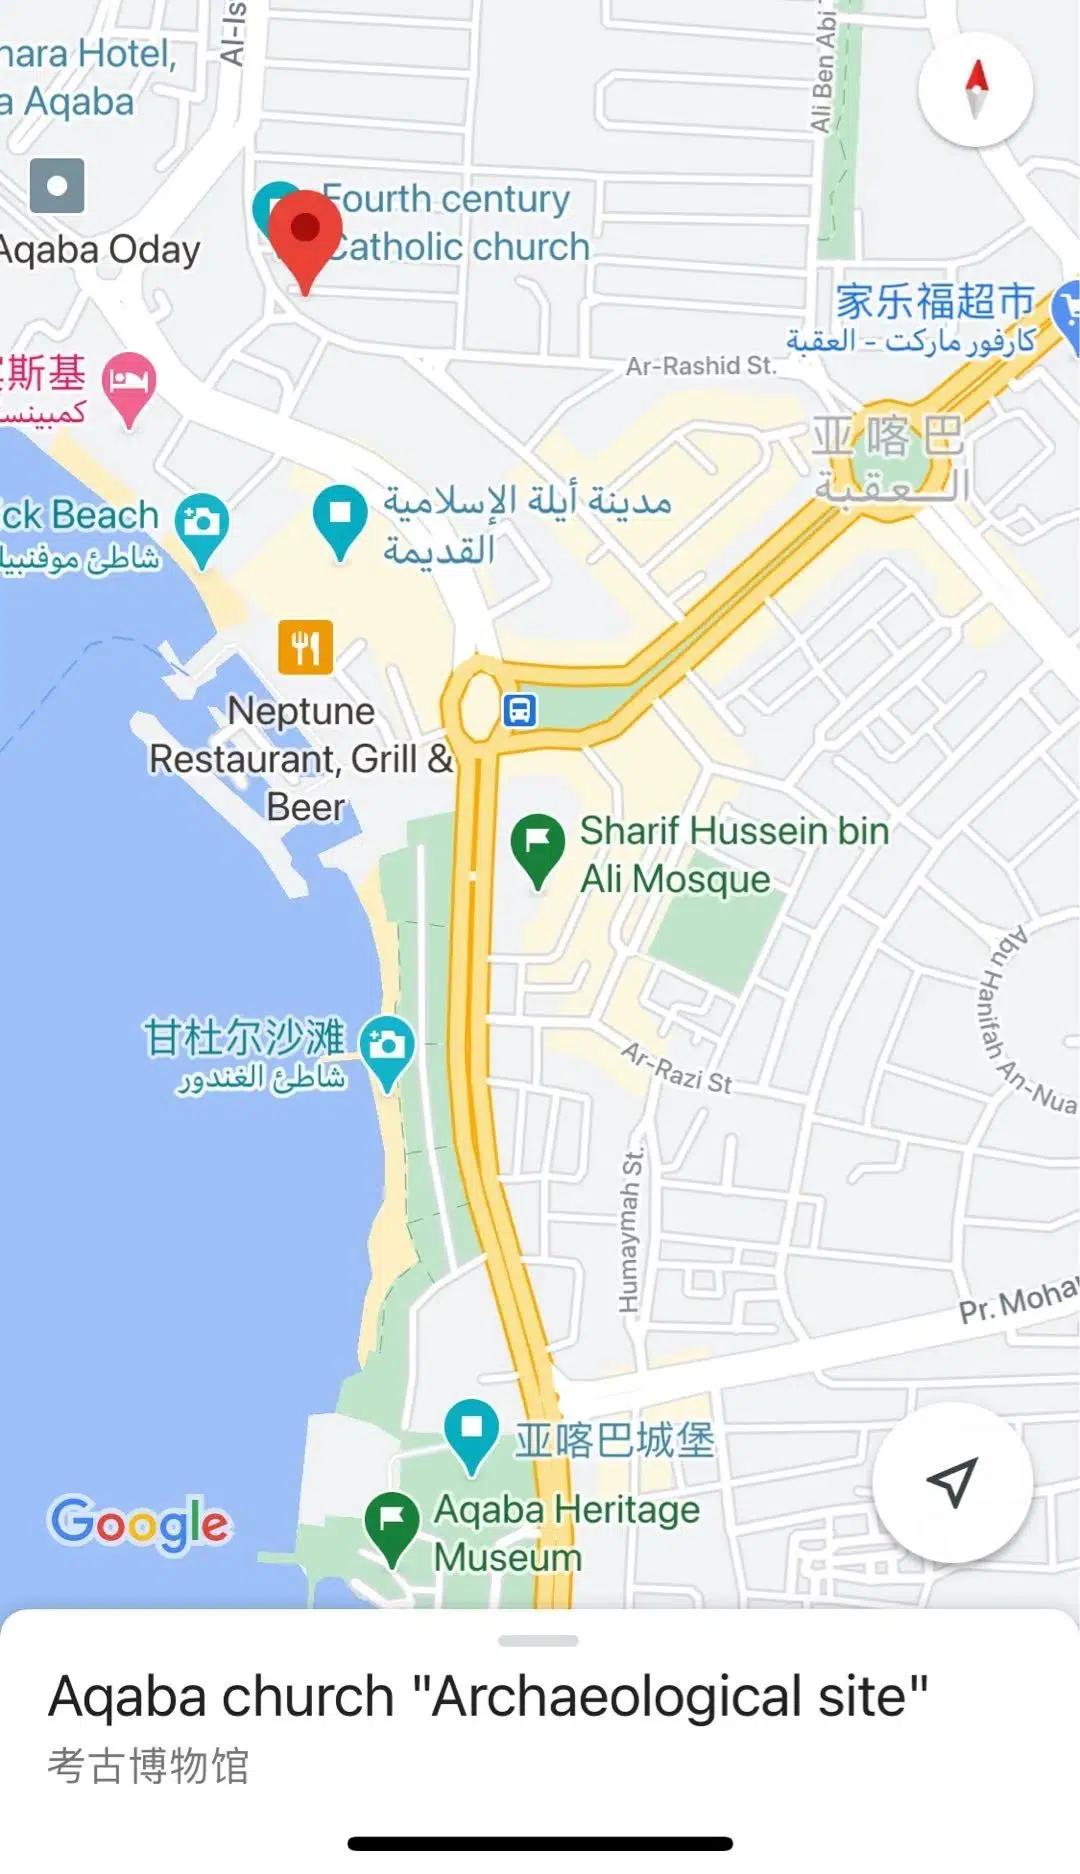 nara Hotel,
a Aqaba
Al-Is
Ali Ben Abi
Fourth century
Catholic church
Aqaba Oday
家乐福超市
كارفور ماركت - العقبة
Ar-Rashid St.
斯基
كمبينس
亚喀巴
العقبة
ck Beach
شاطئ موفنبي
مدينة أيلة الإسلامية
القديمة
Neptune
Restaurant, Grill &
Beer
Sharif Hussein bin
Ali Mosque
Abu Hanifah An-Nua
甘杜尔沙滩
شاطئ الغندور
Ar-Razi St
Humaymah St.
Pr. Moha
亚喀巴城堡
Aqaba Heritage
Museum
Google
Aqaba church "Archaeological site"
考古博物馆